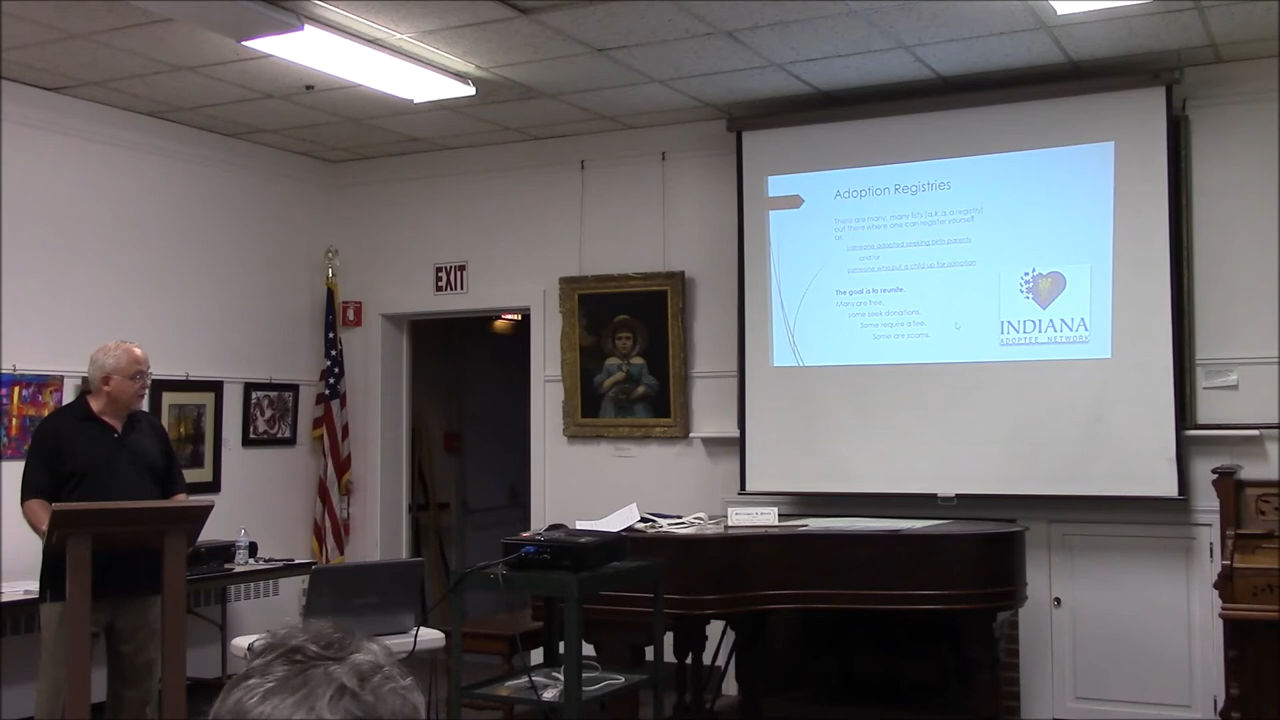 EXIT
Adoption Registries
There are many, many lists (a.k.a. a registry)
out there where one can register yourself
as:
someone adopted seeking birth parents
and/or
someone who put a child up for adoption
The goal is to reunite.
Many are free,
some seek donations.
Some require a fee.
Some are scams.
INDIANA
ADOPTEE NETWORK